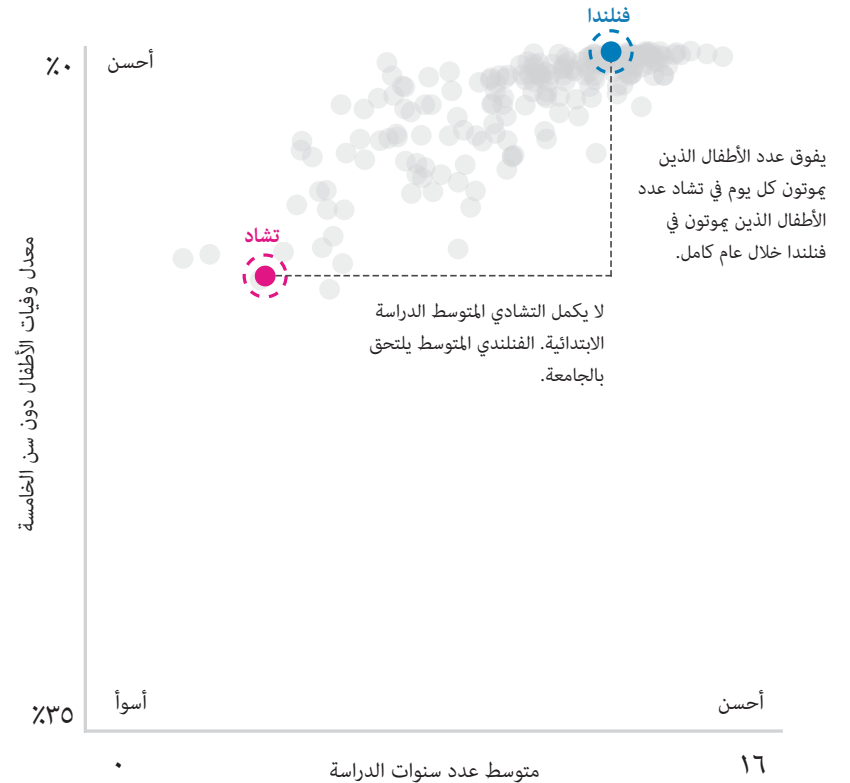 فنلندا
٪٠
أحسن
يفوق عدد الأطفال الذين
يموتون كل يوم في تشاد عدد
الأطفال الذين يموتون في
فنلندا خلال عام كامل.
تشاد
لا يكمل التشادي المتوسط الدراسة
الابتدائية. الفنلندي المتوسط يلتحق
بالجامعة.
معدل وفيات الأطفال دون سن الخامسة
أسوأ
أحسن
٪٣٥
٠
متوسط عدد سنوات الدراسة
١٦